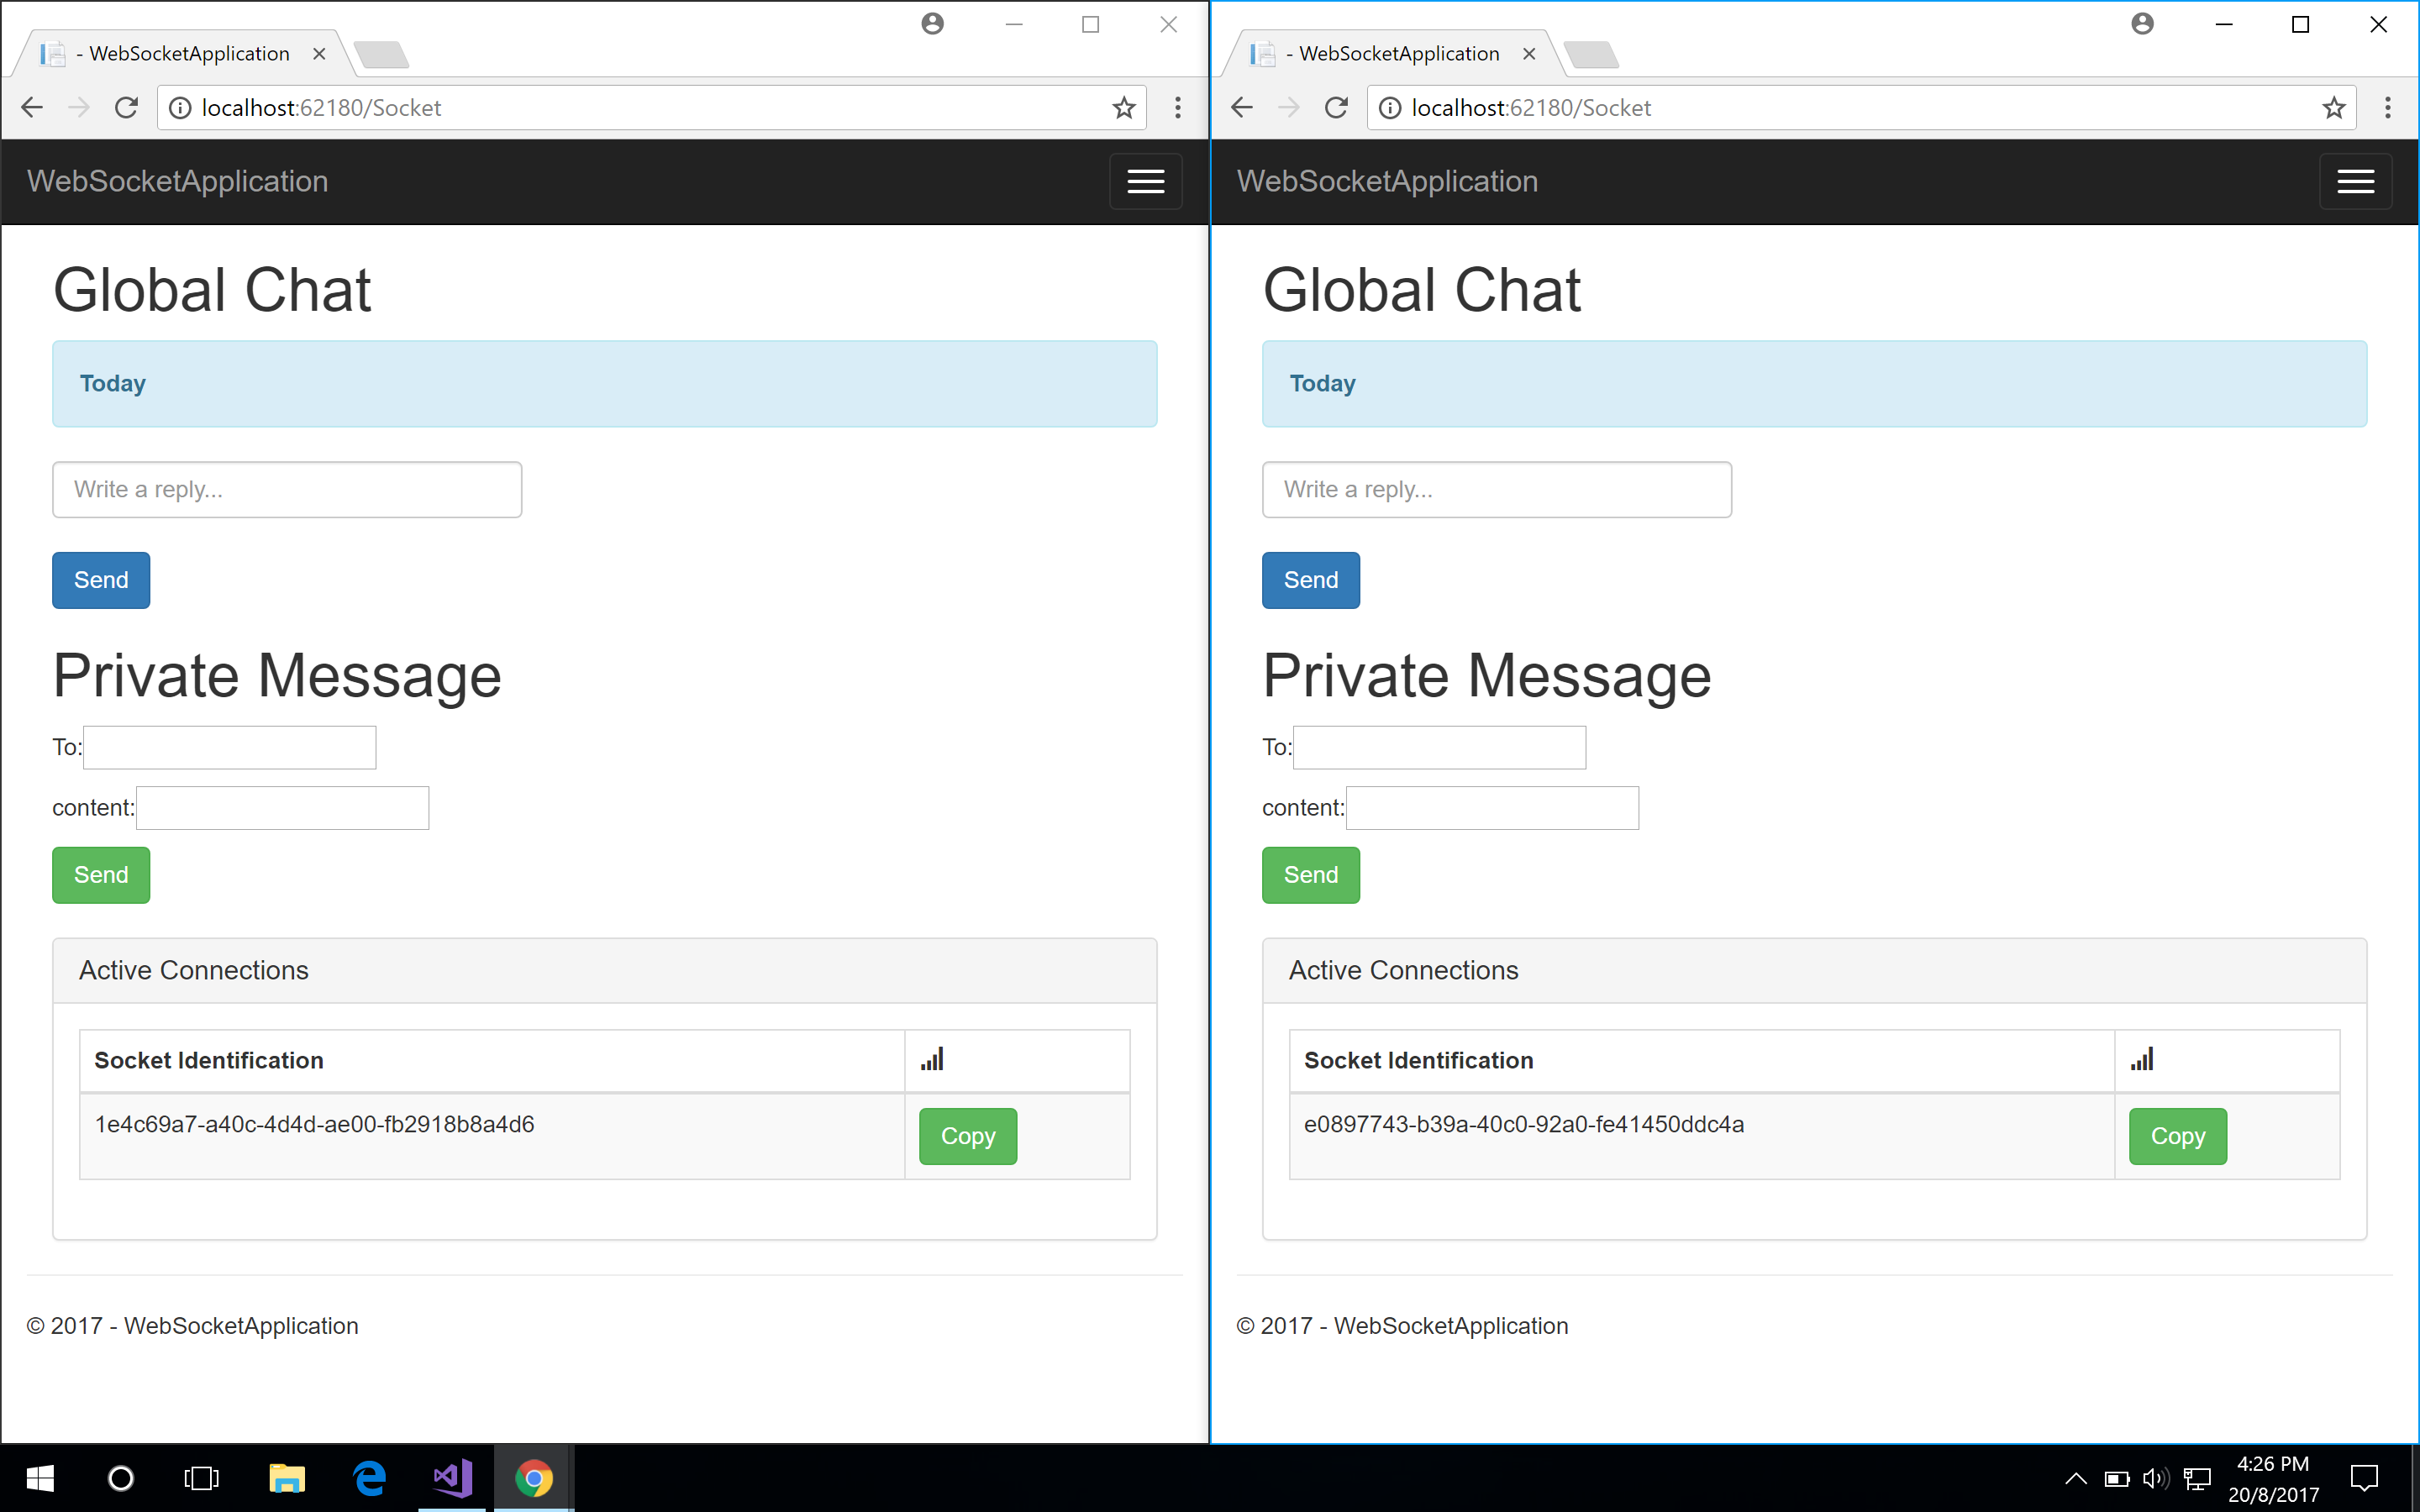 - WebSocketApplication
localhost:62180/Socket
WebSocketApplication
Global Chat
Today
Write a reply...
Send
Private Message
To:
content:
Send
Active Connections
Socket Identification
1e4c69a7-a40c-4d4d-ae00-fb2918b8a4d6
Copy
© 2017 - WebSocketApplication
- WebSocketApplication
localhost:62180/Socket
WebSocketApplication
Global Chat
Today
Write a reply...
Send
Private Message
To:
content:
Send
Active Connections
Socket Identification
e0897743-b39a-40c0-92a0-fe41450ddc4a
Copy
© 2017 - WebSocketApplication
4:26 PM
20/8/2017